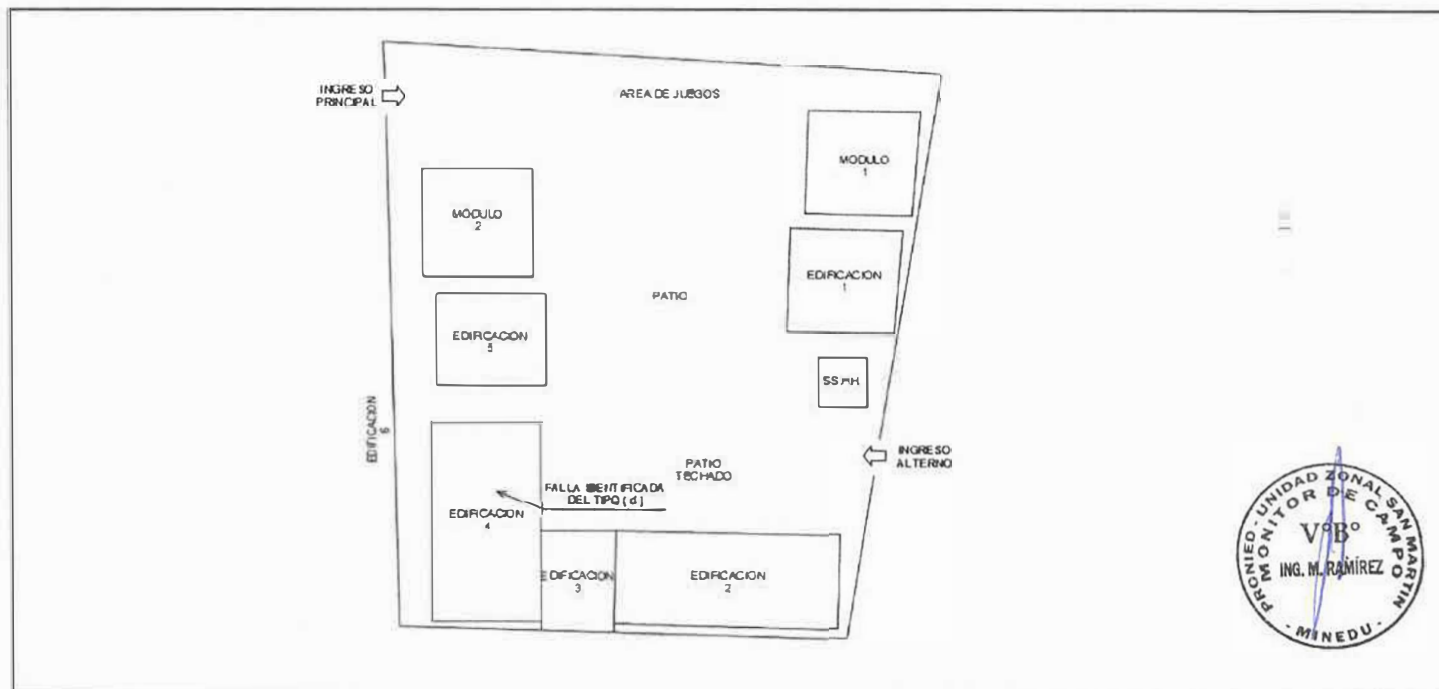 INGRESO
PRINCIPAL
AREA DE JUEGOS
MODULO
1
MODULO
2
EDIFICACION
1
PATIO
EDIFICACION
5
SS.HH.
EDIFICACION
6
INGRESO
ALTERNO
PATIO
TECHADO
FALLA IDENTIFICADA
DEL TIPO (d)
EDIFICACION
4
EDIFICACION
3
EDIFICACION
2
PRONIED - UNIDAD ZONAL SAN MARTIN
MONITOR DE CAMPO
V°B°
ING. M. RAMÍREZ
- MINEDU -